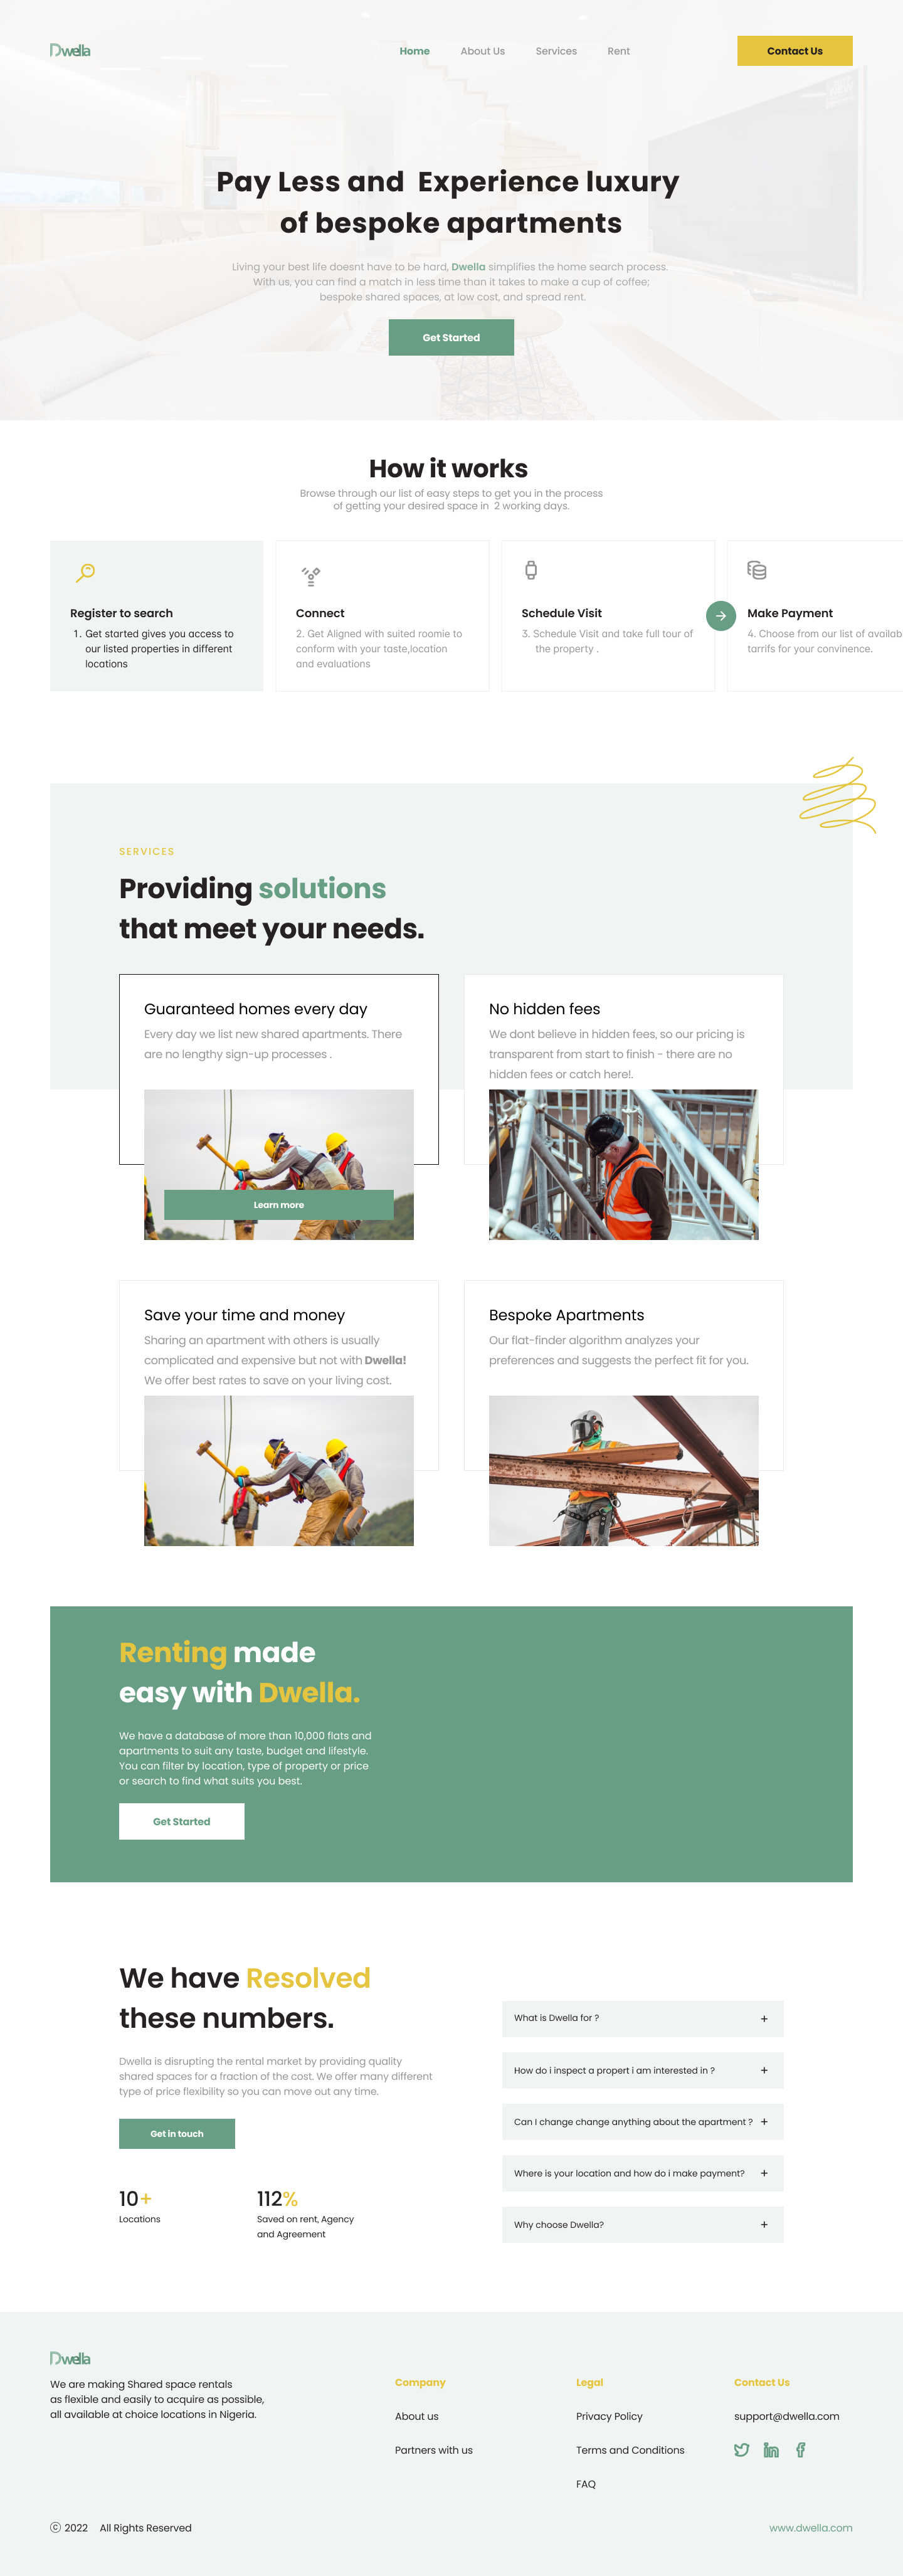 Dwella
Home About Us Services Rent
Contact Us
Pay Less and Experience luxury
of bespoke apartments
Living your best life doesnt have to be hard, Dwella simplifies the home search process.
With us, you can find a match in less time than it takes to make a cup of coffee;
bespoke shared spaces, at low cost, and spread rent.
Get Started
How it works
Browse through our list of easy steps to get you in the process
of getting your desired space in 2 working days.
Register to search
1. Get started gives you access to
our listed properties in different
locations
Connect
2. Get Aligned with suited roomie to
conform with your taste,location
and evaluations
Schedule Visit
3. Schedule Visit and take full tour of
the property .
Make Payment
4. Choose from our list of availab
tarrifs for your convinence.
SERVICES
Providing solutions
that meet your needs.
Guaranteed homes every day
Every day we list new shared apartments. There
are no lengthy sign-up processes .
Learn more
No hidden fees
We dont believe in hidden fees, so our pricing is
transparent from start to finish - there are no
hidden fees or catch here!.
Save your time and money
Sharing an apartment with others is usually
complicated and expensive but not with Dwella!
We offer best rates to save on your living cost.
Bespoke Apartments
Our flat-finder algorithm analyzes your
preferences and suggests the perfect fit for you.
Renting made
easy with Dwella.
We have a database of more than 10,000 flats and
apartments to suit any taste, budget and lifestyle.
You can filter by location, type of property or price
or search to find what suits you best.
Get Started
We have Resolved
these numbers.
Dwella is disrupting the rental market by providing quality
shared spaces for a fraction of the cost. We offer many different
type of price flexibility so you can move out any time.
Get in touch
10+
Locations
112%
Saved on rent, Agency
and Agreement
What is Dwella for ? +
How do i inspect a propert i am interested in ? +
Can I change change anything about the apartment ? +
Where is your location and how do i make payment? +
Why choose Dwella? +
Dwella
We are making Shared space rentals
as flexible and easily to acquire as possible,
all available at choice locations in Nigeria.
Company
About us
Partners with us
Legal
Privacy Policy
Terms and Conditions
FAQ
Contact Us
support@dwella.com
© 2022 All Rights Reserved
www.dwella.com